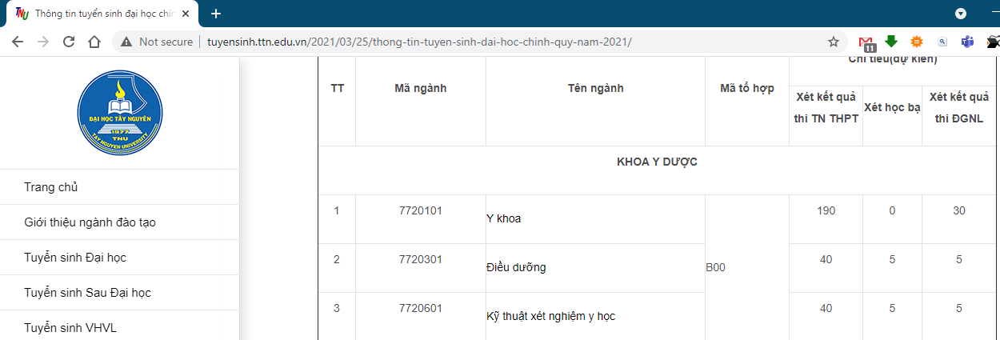 TNU Thông tin tuyển sinh đại học chín
Not secure tuyensinh.ttn.edu.vn/2021/03/25/thong-tin-tuyen-sinh-dai-hoc-chinh-quy-nam-2021/
11
ĐẠI HỌC TÂY NGUYÊN
1977
TNU
TAY NGUYEN UNIVERSITY
Trang chủ
Giới thiệu ngành đào tạo
Tuyển sinh Đại học
Tuyển sinh Sau Đại học
Tuyển sinh VHVL
TT Mã ngành Tên ngành Mã tổ hợp Chỉ tiêu(dự kiến)
Xét kết quả thi TN THPT Xét học bạ Xét kết quả thi ĐGNL
KHOA Y DƯỢC
1 7720101 Y khoa 190 0 30
2 7720301 Điều dưỡng B00 40 5 5
3 7720601 Kỹ thuật xét nghiệm y học 40 5 5